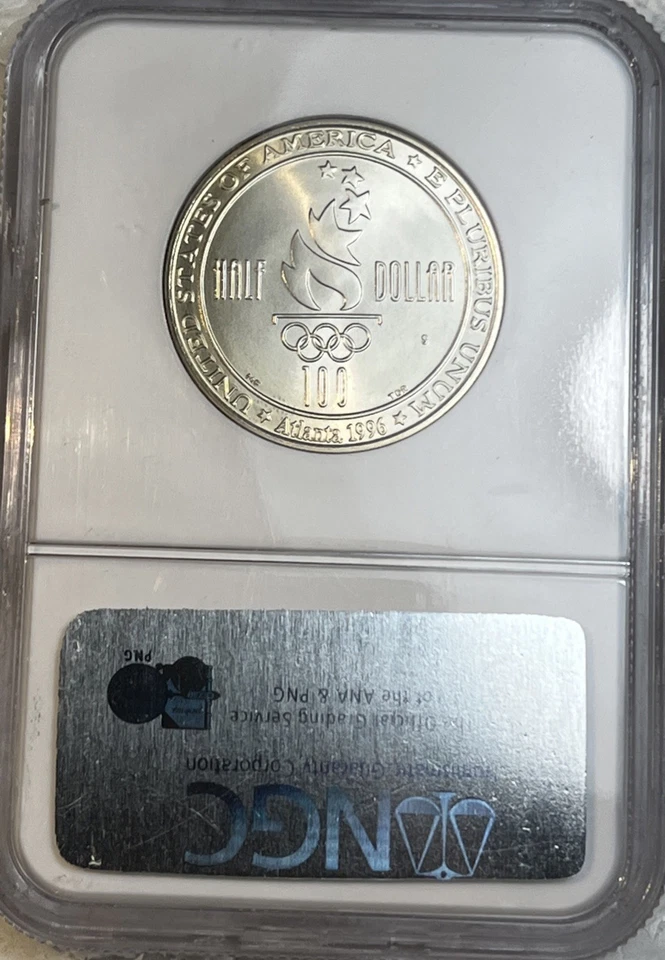 UNITED STATES OF AMERICA ☆ E PLURIBUS UNUM ☆
HALF DOLLAR
100
Atlanta 1996 ☆
NGC
Numismatic Guaranty Corporation
The Official Grading Service
of the ANA & PNG
PNG